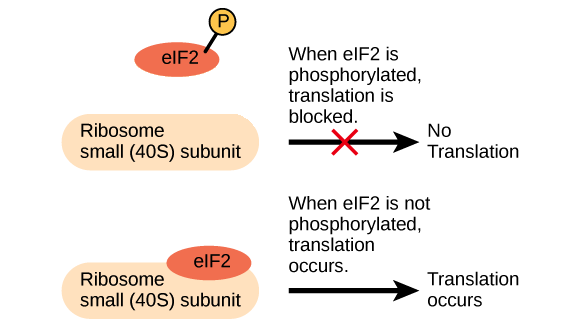 P
eIF2
When eIF2 is
phosphorylated,
translation is
blocked.
Ribosome
small (40S) subunit
No
Translation
When eIF2 is not
phosphorylated,
translation
occurs.
eIF2
Ribosome
small (40S) subunit
Translation
occurs